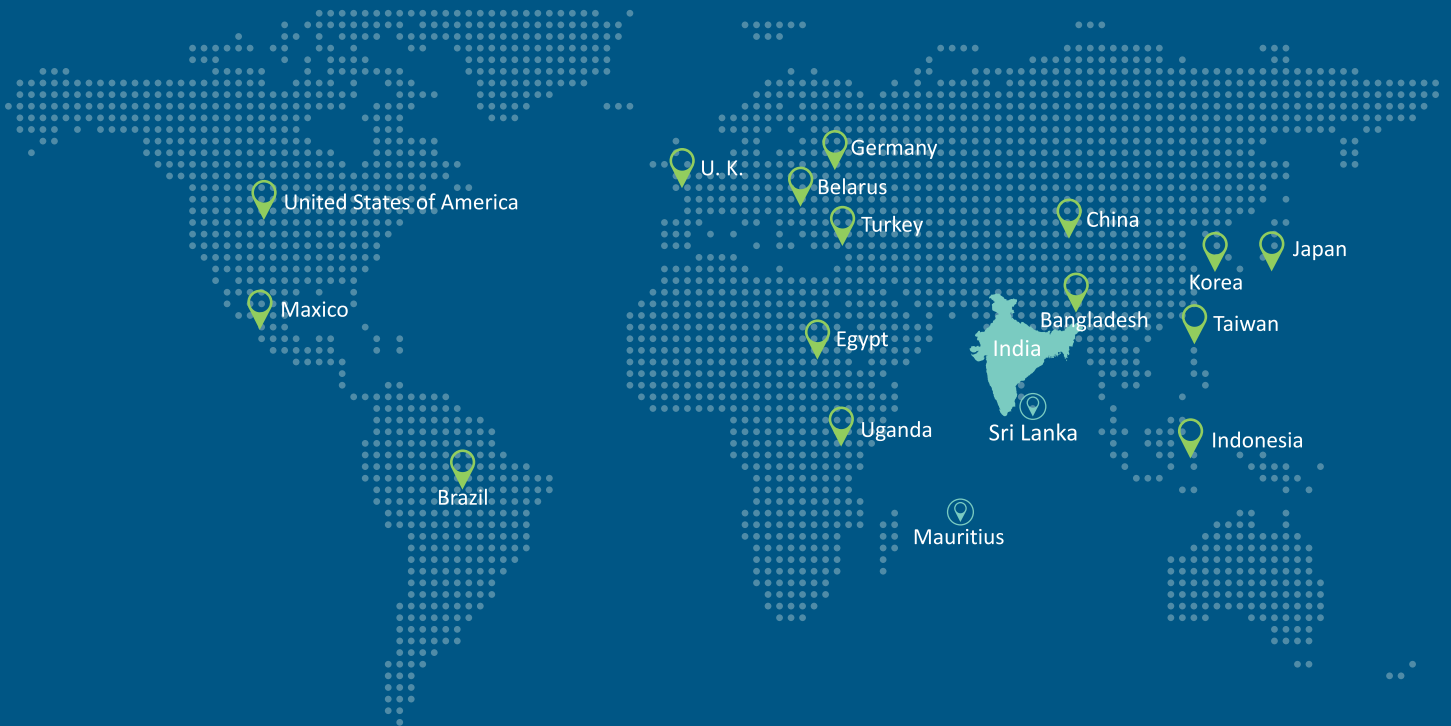 Germany
U. K.
Belarus
United States of America
China
Turkey
Japan
Korea
Maxico
Bangladesh
Taiwan
Egypt
India
Uganda
Sri Lanka
Indonesia
Brazil
Mauritius